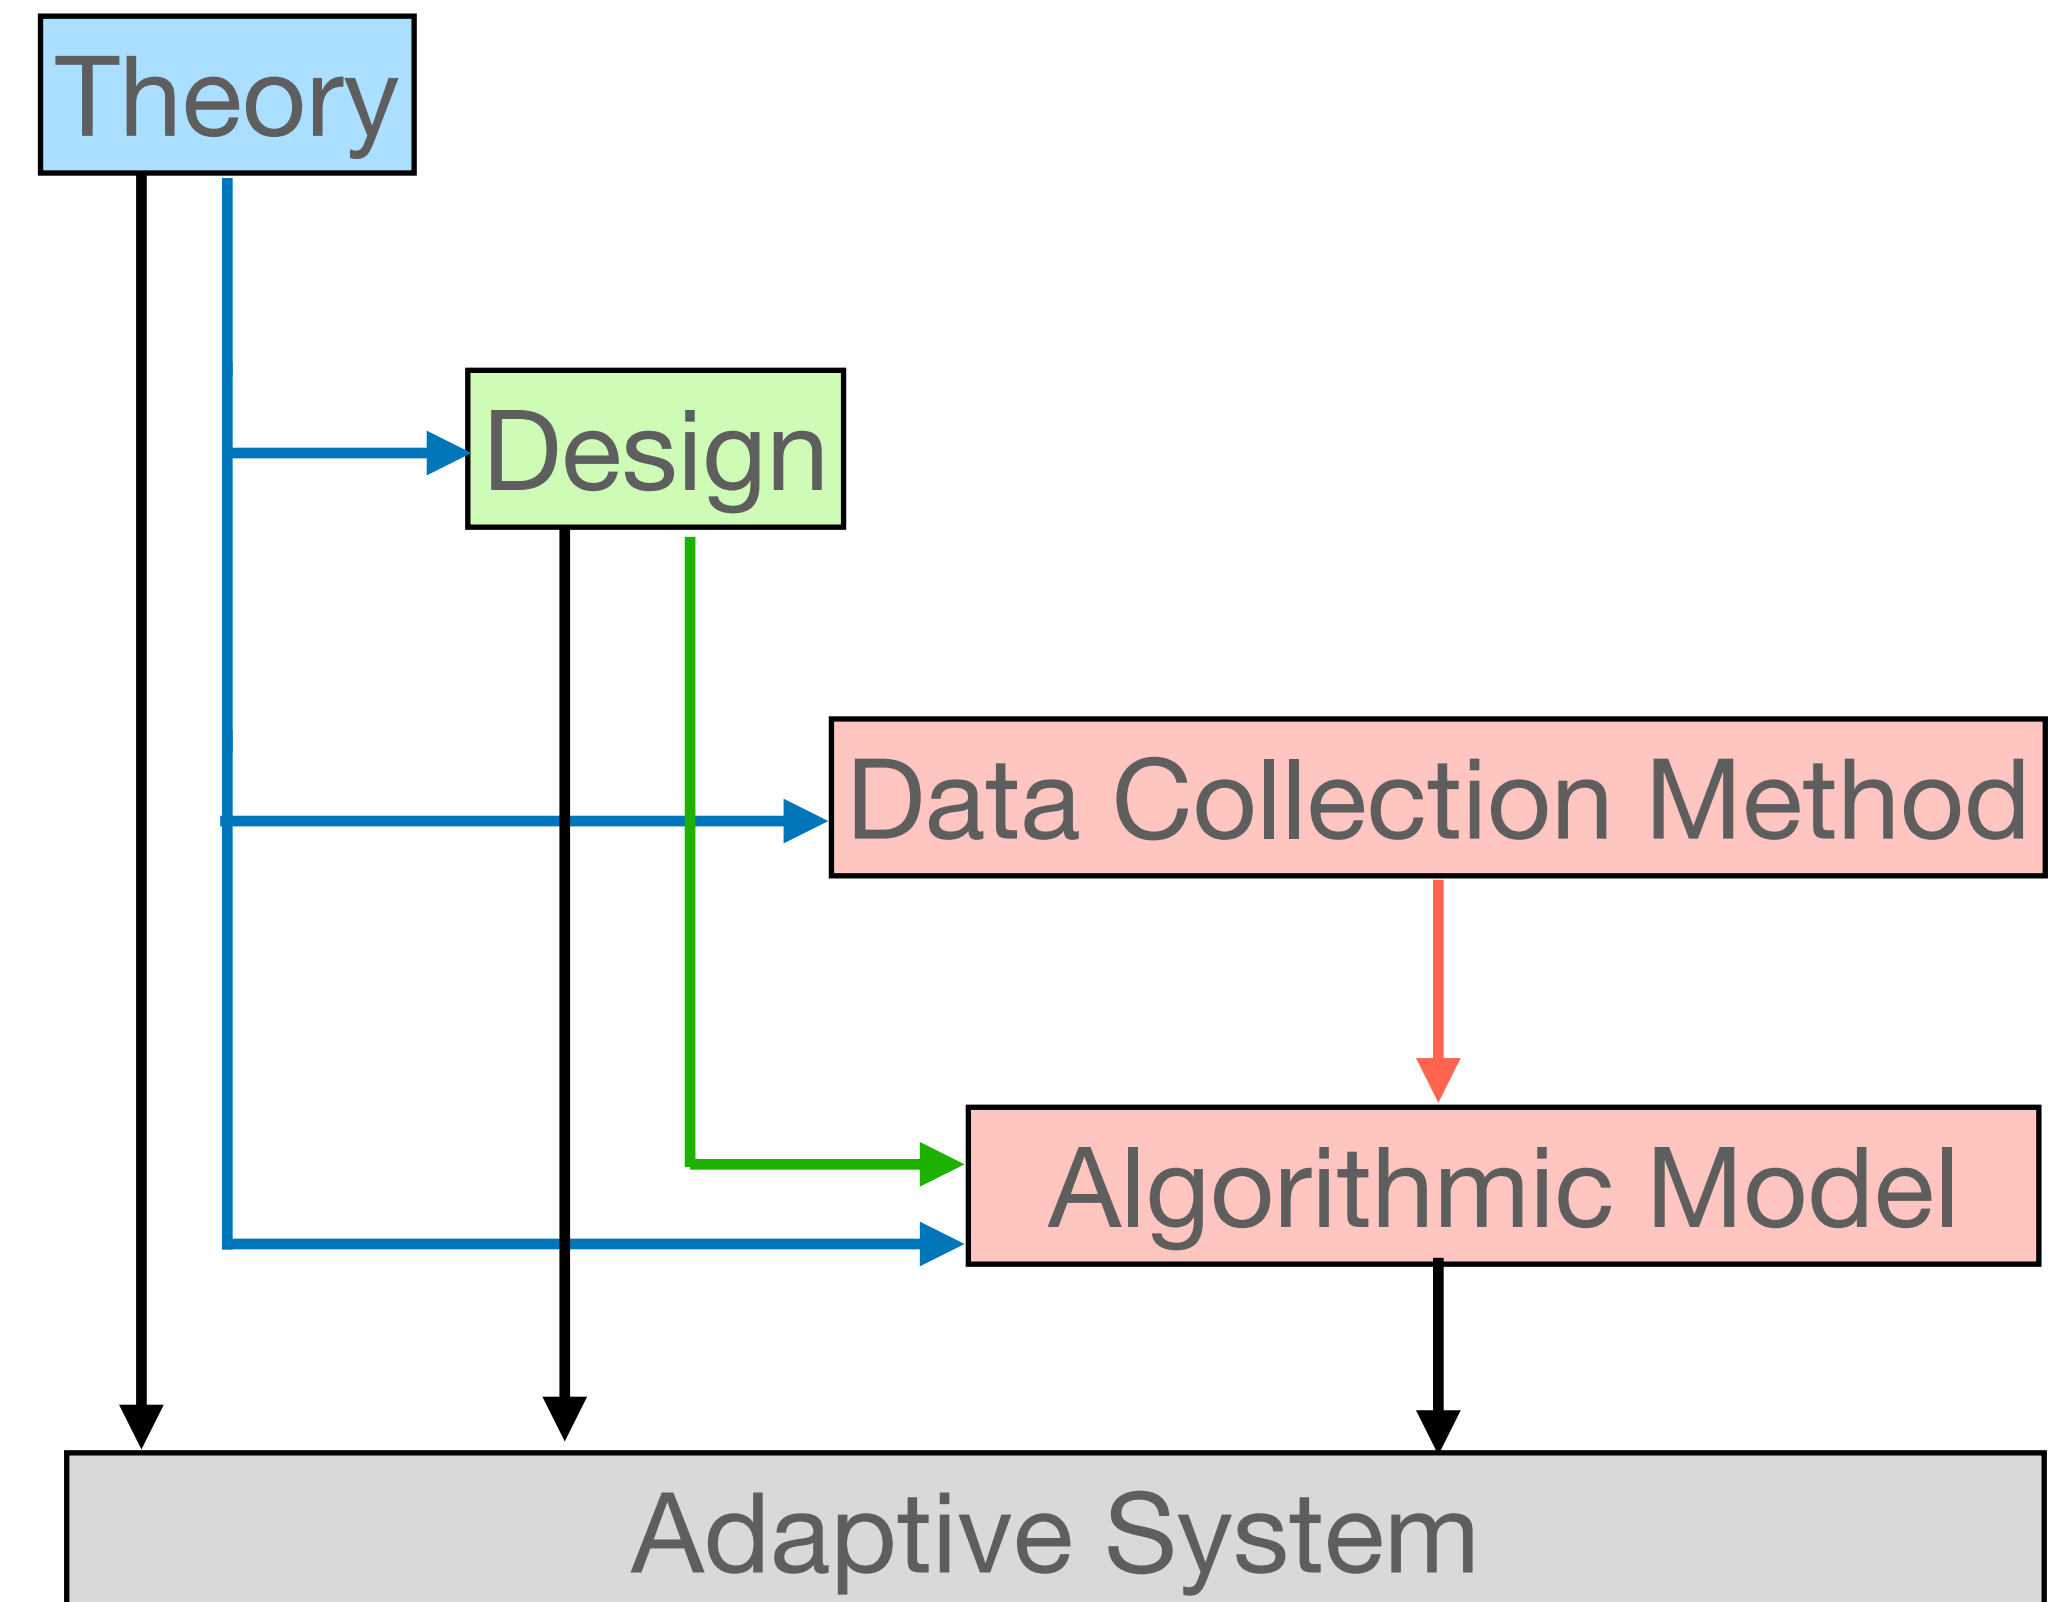 Theory
Design
Data Collection Method
Algorithmic Model
Adaptive System